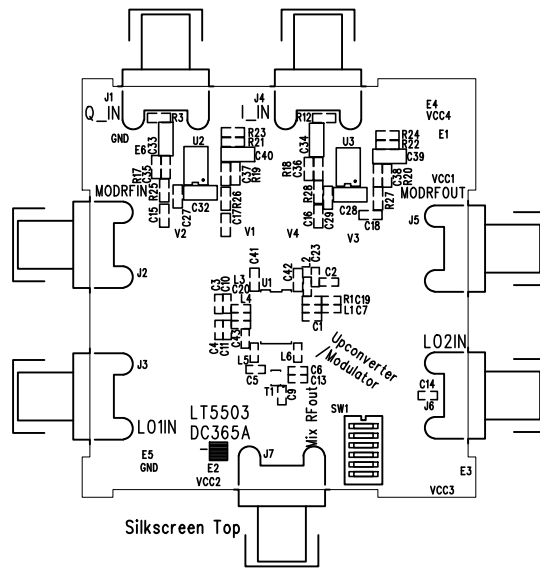 J1
Q_IN
GND
R3
J4
I_IN
R12
E4
VCC4
E1
E6
C33
U2
R23
R21
C40
C34
U3
R24
R22
C39
R17
C35
R25
C37
R19
R18
C36
R28
C38
R20
VCC1
MODRFIN
MODRFOUT
C15
C27
C32
C17
R26
C16
C29
C28
C18
R27
V2
V1
V4
V3
J2
J5
C41
C42
L2
C23
C2
L3
C20
U1
C3
C10
L4
R1
C19
L1
C7
C1
C4
C11
C43
Upconverter
/Modulator
LO2IN
J3
L5
L6
C5
C6
C13
T1
C9
C14
J6
LO1IN
LT5503
DC365A
Mix RFout
SW1
J7
E5
GND
E2
VCC2
E3
VCC3
Silkscreen Top